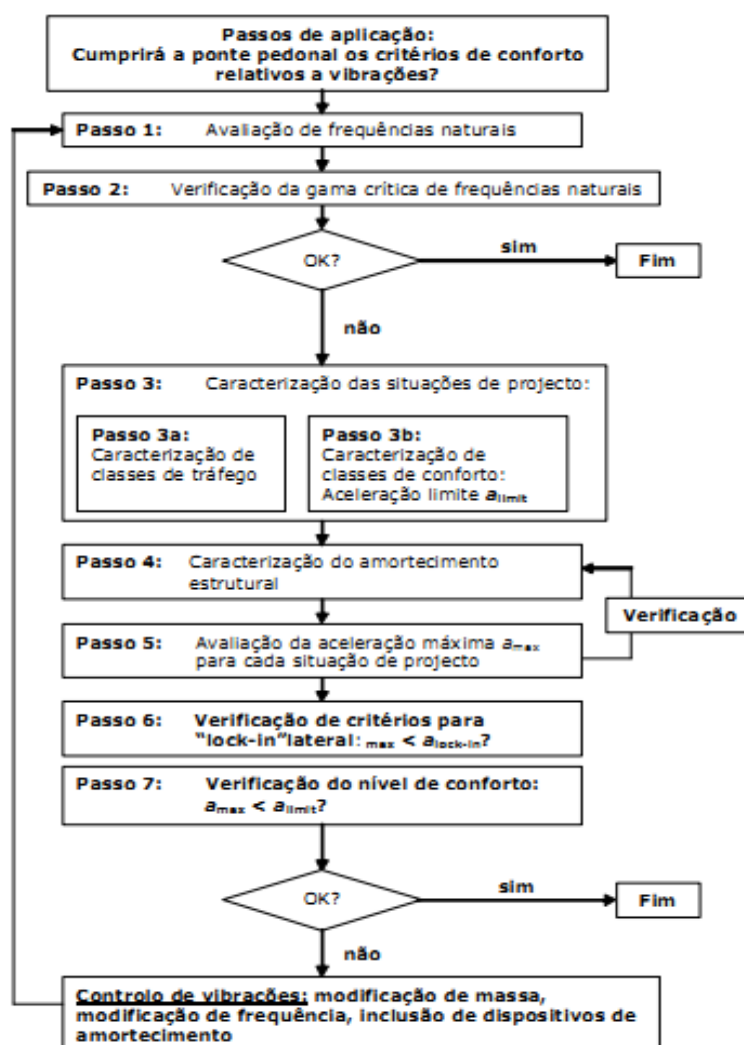 Passos de aplicação:
Cumprirá a ponte pedonal os critérios de conforto
relativos a vibrações?
Passo 1: Avaliação de frequências naturais
Passo 2: Verificação da gama crítica de frequências naturais
OK?
sim
Fim
não
Passo 3: Caracterização das situações de projecto:
Passo 3a:
Caracterização de
classes de tráfego
Passo 3b:
Caracterização de
classes de conforto:
Aceleração limite a_limit
Passo 4: Caracterização do amortecimento
estrutural
Verificação
Passo 5: Avaliação da aceleração máxima a_max
para cada situação de projecto
Passo 6: Verificação de critérios para
“lock-in”lateral: max < a_lock-in?
Passo 7: Verificação do nível de conforto:
a_max < a_limit?
OK?
sim
Fim
não
Controlo de vibrações: modificação de massa,
modificação de frequência, inclusão de dispositivos de
amortecimento